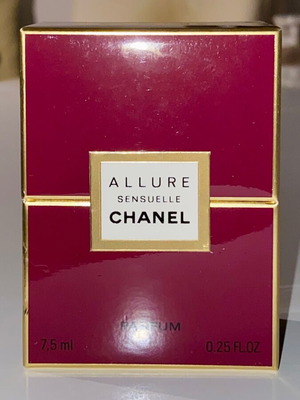 ALLURE
SENSUELLE
CHANEL
PARFUM
7,5 ml 0.25 FL.OZ